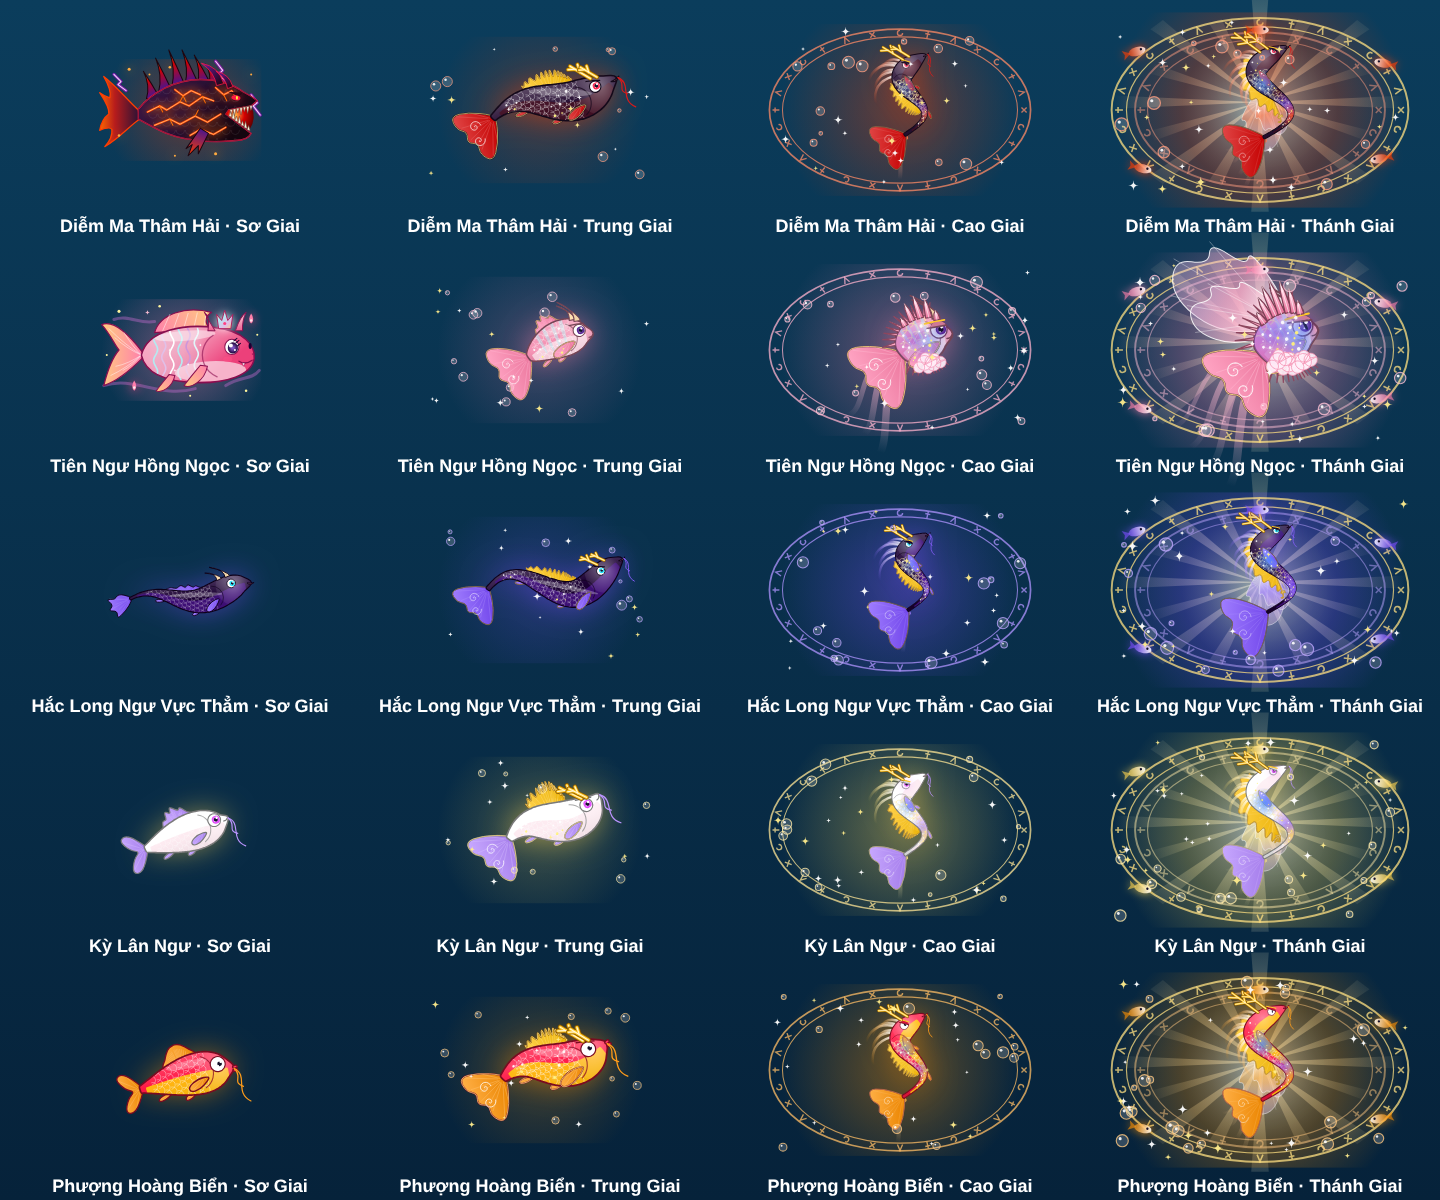 Diễm Ma Thâm Hải · Sơ Giai
Diễm Ma Thâm Hải · Trung Giai
Diễm Ma Thâm Hải · Cao Giai
Diễm Ma Thâm Hải · Thánh Giai
Tiên Ngư Hồng Ngọc · Sơ Giai
Tiên Ngư Hồng Ngọc · Trung Giai
Tiên Ngư Hồng Ngọc · Cao Giai
Tiên Ngư Hồng Ngọc · Thánh Giai
Hắc Long Ngư Vực Thẳm · Sơ Giai
Hắc Long Ngư Vực Thẳm · Trung Giai
Hắc Long Ngư Vực Thẳm · Cao Giai
Hắc Long Ngư Vực Thẳm · Thánh Giai
Kỳ Lân Ngư · Sơ Giai
Kỳ Lân Ngư · Trung Giai
Kỳ Lân Ngư · Cao Giai
Kỳ Lân Ngư · Thánh Giai
Phượng Hoàng Biển · Sơ Giai
Phượng Hoàng Biển · Trung Giai
Phượng Hoàng Biển · Cao Giai
Phượng Hoàng Biển · Thánh Giai